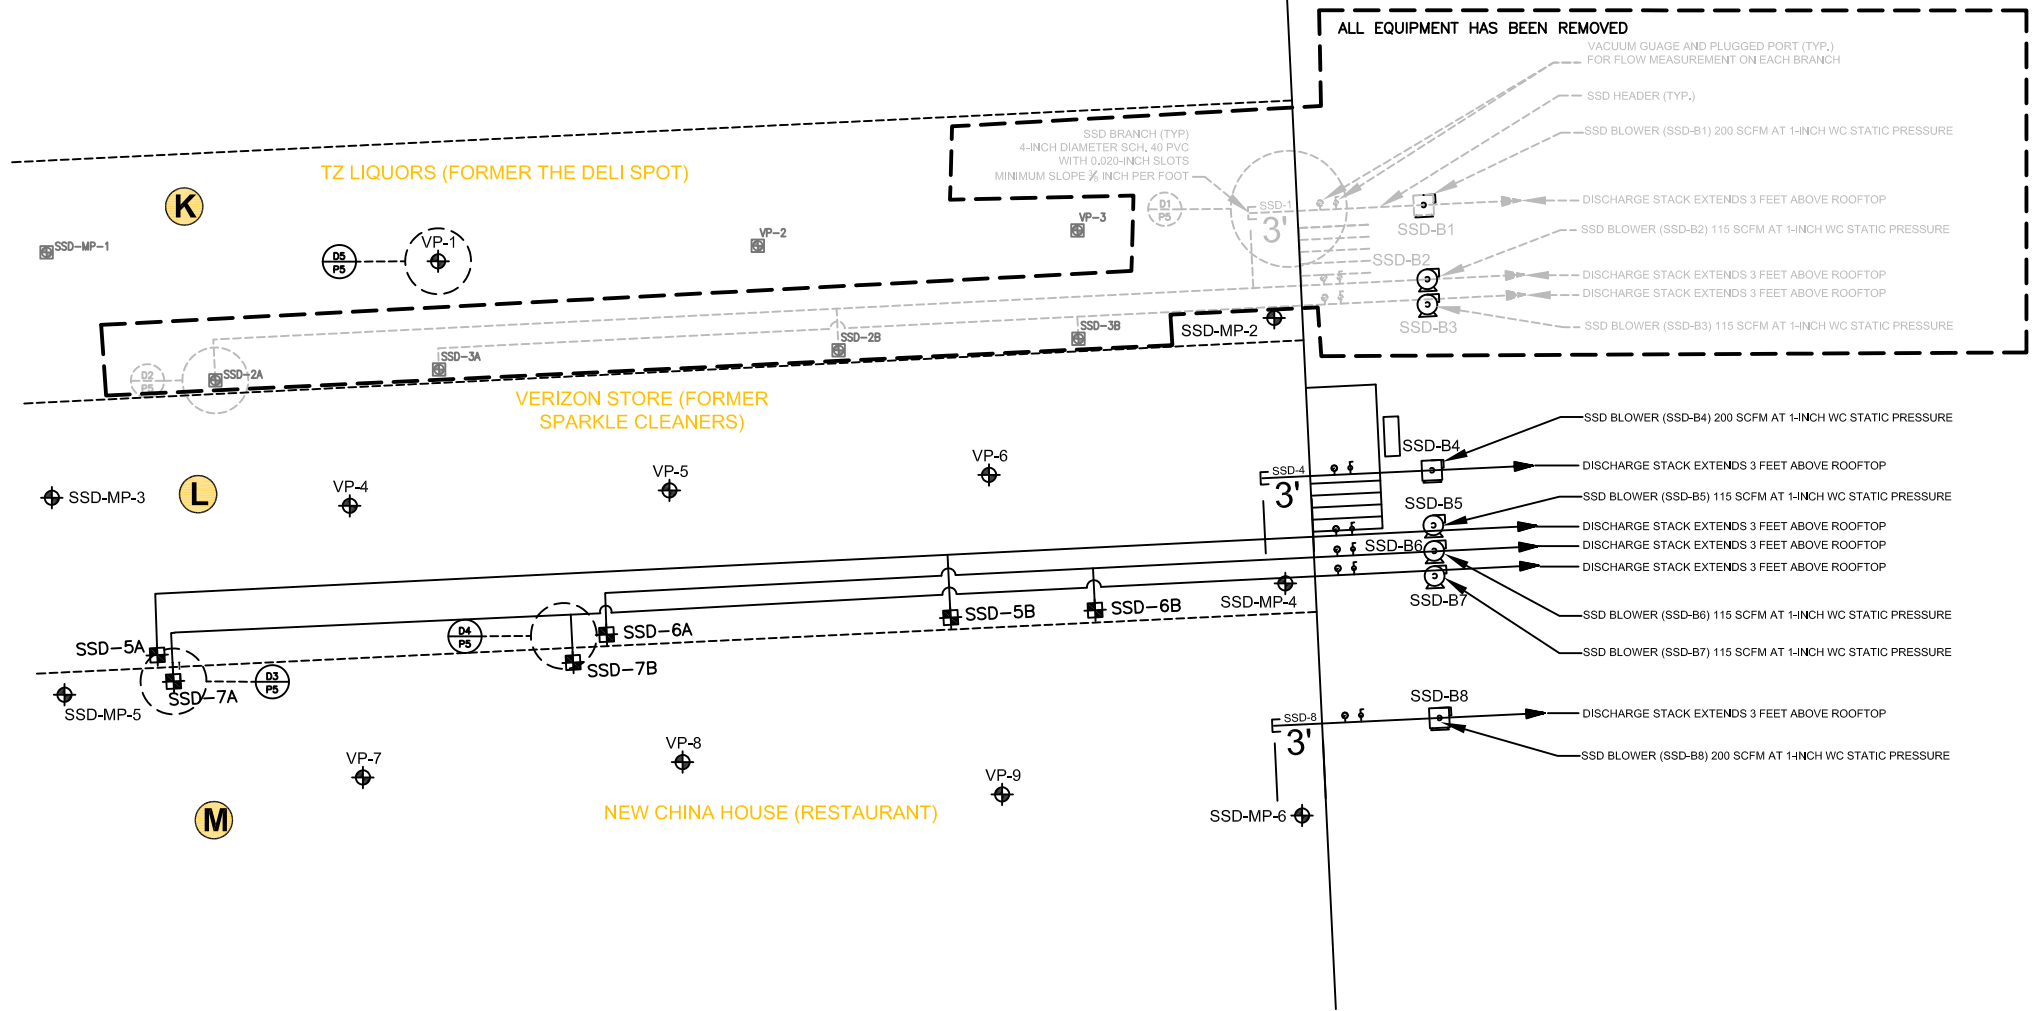 ALL EQUIPMENT HAS BEEN REMOVED
VACUUM GUAGE AND PLUGGED PORT (TYP.)
FOR FLOW MEASUREMENT ON EACH BRANCH
SSD HEADER (TYP.)
SSD BLOWER (SSD-B1) 200 SCFM AT 1-INCH WC STATIC PRESSURE
SSD BRANCH (TYP)
4-INCH DIAMETER SCH. 40 PVC
WITH 0.020-INCH SLOTS
MINIMUM SLOPE ⅛ INCH PER FOOT
TZ LIQUORS (FORMER THE DELI SPOT)
K
D1
P5
SSD-1
3'
SSD-B1
DISCHARGE STACK EXTENDS 3 FEET ABOVE ROOFTOP
SSD BLOWER (SSD-B2) 115 SCFM AT 1-INCH WC STATIC PRESSURE
SSD-MP-1
D5
P5
VP-1
VP-2
VP-3
SSD-B2
DISCHARGE STACK EXTENDS 3 FEET ABOVE ROOFTOP
DISCHARGE STACK EXTENDS 3 FEET ABOVE ROOFTOP
SSD-B3
SSD BLOWER (SSD-B3) 115 SCFM AT 1-INCH WC STATIC PRESSURE
SSD-MP-2
SSD-3B
SSD-2B
SSD-3A
SSD-2A
D2
P5
VERIZON STORE (FORMER
SPARKLE CLEANERS)
SSD BLOWER (SSD-B4) 200 SCFM AT 1-INCH WC STATIC PRESSURE
SSD-B4
VP-6
VP-5
VP-4
SSD-4
3'
DISCHARGE STACK EXTENDS 3 FEET ABOVE ROOFTOP
SSD-MP-3
L
SSD-B5
SSD BLOWER (SSD-B5) 115 SCFM AT 1-INCH WC STATIC PRESSURE
DISCHARGE STACK EXTENDS 3 FEET ABOVE ROOFTOP
SSD-B6
DISCHARGE STACK EXTENDS 3 FEET ABOVE ROOFTOP
DISCHARGE STACK EXTENDS 3 FEET ABOVE ROOFTOP
SSD-MP-4
SSD-B7
SSD BLOWER (SSD-B6) 115 SCFM AT 1-INCH WC STATIC PRESSURE
SSD-6B
SSD-5B
SSD-6A
D4
P5
SSD-5A
SSD BLOWER (SSD-B7) 115 SCFM AT 1-INCH WC STATIC PRESSURE
SSD-7B
D3
P5
SSD-7A
SSD-MP-5
SSD-B8
SSD-8
3'
DISCHARGE STACK EXTENDS 3 FEET ABOVE ROOFTOP
SSD BLOWER (SSD-B8) 200 SCFM AT 1-INCH WC STATIC PRESSURE
VP-7
VP-8
VP-9
NEW CHINA HOUSE (RESTAURANT)
M
SSD-MP-6